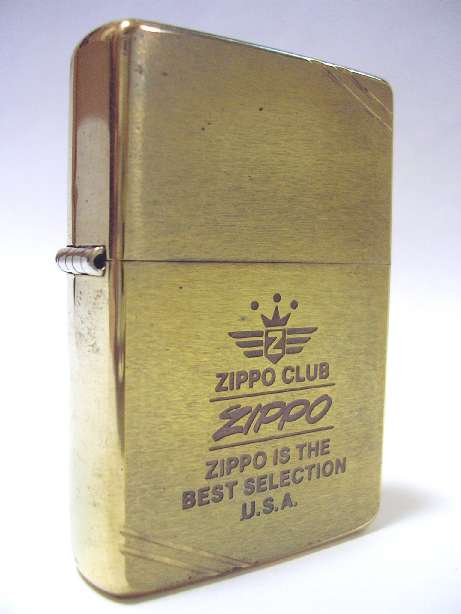 Z
ZIPPO CLUB
ZIPPO
ZIPPO IS THE
BEST SELECTION
U.S.A.